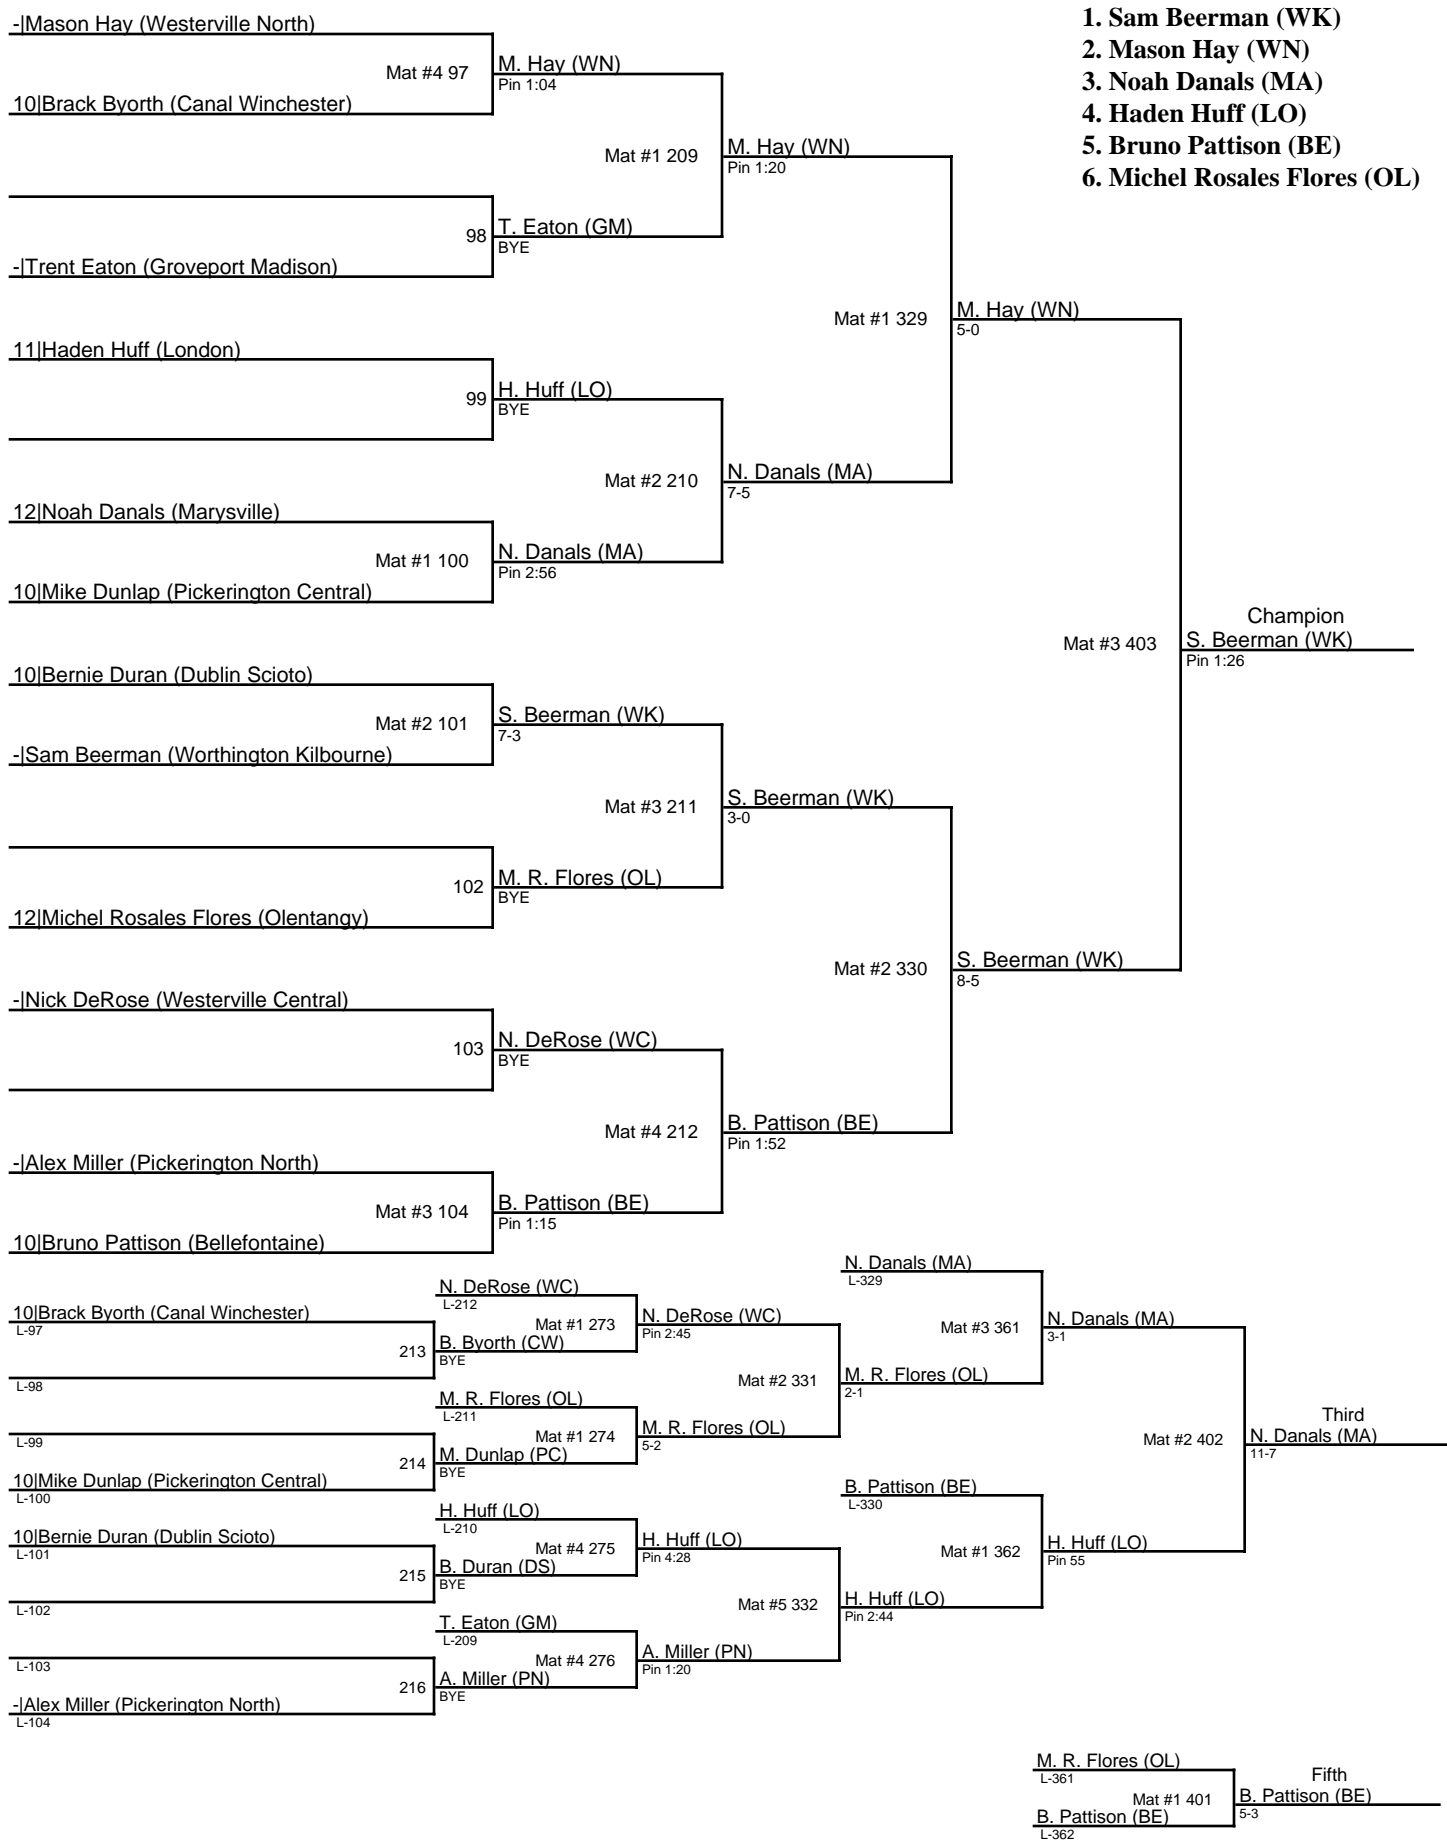 -|Mason Hay (Westerville North)
Mat #4 97
10|Brack Byorth (Canal Winchester)
M. Hay (WN)
Pin 1:04
Mat #1 209
98
-|Trent Eaton (Groveport Madison)
T. Eaton (GM)
BYE
M. Hay (WN)
Pin 1:20
Mat #1 329
11|Haden Huff (London)
99
H. Huff (LO)
BYE
Mat #2 210
12|Noah Danals (Marysville)
Mat #1 100
10|Mike Dunlap (Pickerington Central)
N. Danals (MA)
Pin 2:56
N. Danals (MA)
7-5
M. Hay (WN)
5-0
Mat #3 403
10|Bernie Duran (Dublin Scioto)
Mat #2 101
-|Sam Beerman (Worthington Kilbourne)
S. Beerman (WK)
7-3
Mat #3 211
102
12|Michel Rosales Flores (Olentangy)
M. R. Flores (OL)
BYE
S. Beerman (WK)
3-0
Mat #2 330
-|Nick DeRose (Westerville Central)
103
N. DeRose (WC)
BYE
Mat #4 212
-|Alex Miller (Pickerington North)
Mat #3 104
10|Bruno Pattison (Bellefontaine)
B. Pattison (BE)
Pin 1:15
B. Pattison (BE)
Pin 1:52
S. Beerman (WK)
8-5
Champion
S. Beerman (WK)
Pin 1:26
1. Sam Beerman (WK)
2. Mason Hay (WN)
3. Noah Danals (MA)
4. Haden Huff (LO)
5. Bruno Pattison (BE)
6. Michel Rosales Flores (OL)
10|Brack Byorth (Canal Winchester)
L-97
213
L-98
N. DeRose (WC)
L-212
Mat #1 273
B. Byorth (CW)
BYE
N. DeRose (WC)
Pin 2:45
Mat #2 331
L-99
214
10|Mike Dunlap (Pickerington Central)
L-100
M. R. Flores (OL)
L-211
Mat #1 274
M. Dunlap (PC)
BYE
M. R. Flores (OL)
5-2
N. Danals (MA)
L-329
Mat #3 361
M. R. Flores (OL)
2-1
N. Danals (MA)
3-1
Mat #2 402
10|Bernie Duran (Dublin Scioto)
L-101
215
L-102
H. Huff (LO)
L-210
Mat #4 275
B. Duran (DS)
BYE
H. Huff (LO)
Pin 4:28
Mat #5 332
L-103
216
-|Alex Miller (Pickerington North)
L-104
T. Eaton (GM)
L-209
Mat #4 276
A. Miller (PN)
BYE
A. Miller (PN)
Pin 1:20
B. Pattison (BE)
L-330
Mat #1 362
H. Huff (LO)
Pin 2:44
H. Huff (LO)
Pin 55
Third
N. Danals (MA)
11-7
M. R. Flores (OL)
L-361
Mat #1 401
B. Pattison (BE)
L-362
Fifth
B. Pattison (BE)
5-3